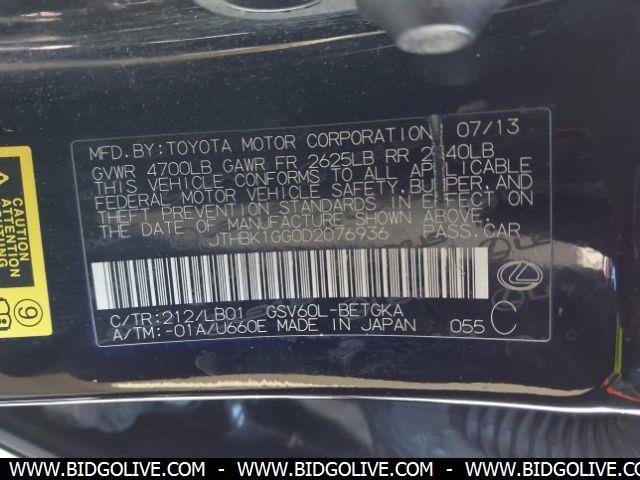 MFD.BY:TOYOTA MOTOR CORPORATION 07/13
GVWR 4700LB GAWR FR 2625LB RR 2340LB
THIS VEHICLE CONFORMS TO ALL APPLICABLE
FEDERAL MOTOR VEHICLE SAFETY,BUMPER,AND
THEFT PREVENTION STANDARDS IN EFFECT ON
THE DATE OF MANUFACTURE SHOWN ABOVE.
JTHBK1GG0D2076936 PASS.CAR
C/TR:212/LB01 GSV60L-BETGKA
A/TM:-01A/U660E MADE IN JAPAN 055 C
9
WWW.BIDGOLIVE.COM - WWW.BIDGOLIVE.COM - WWW.BIDGOLIVE.COM